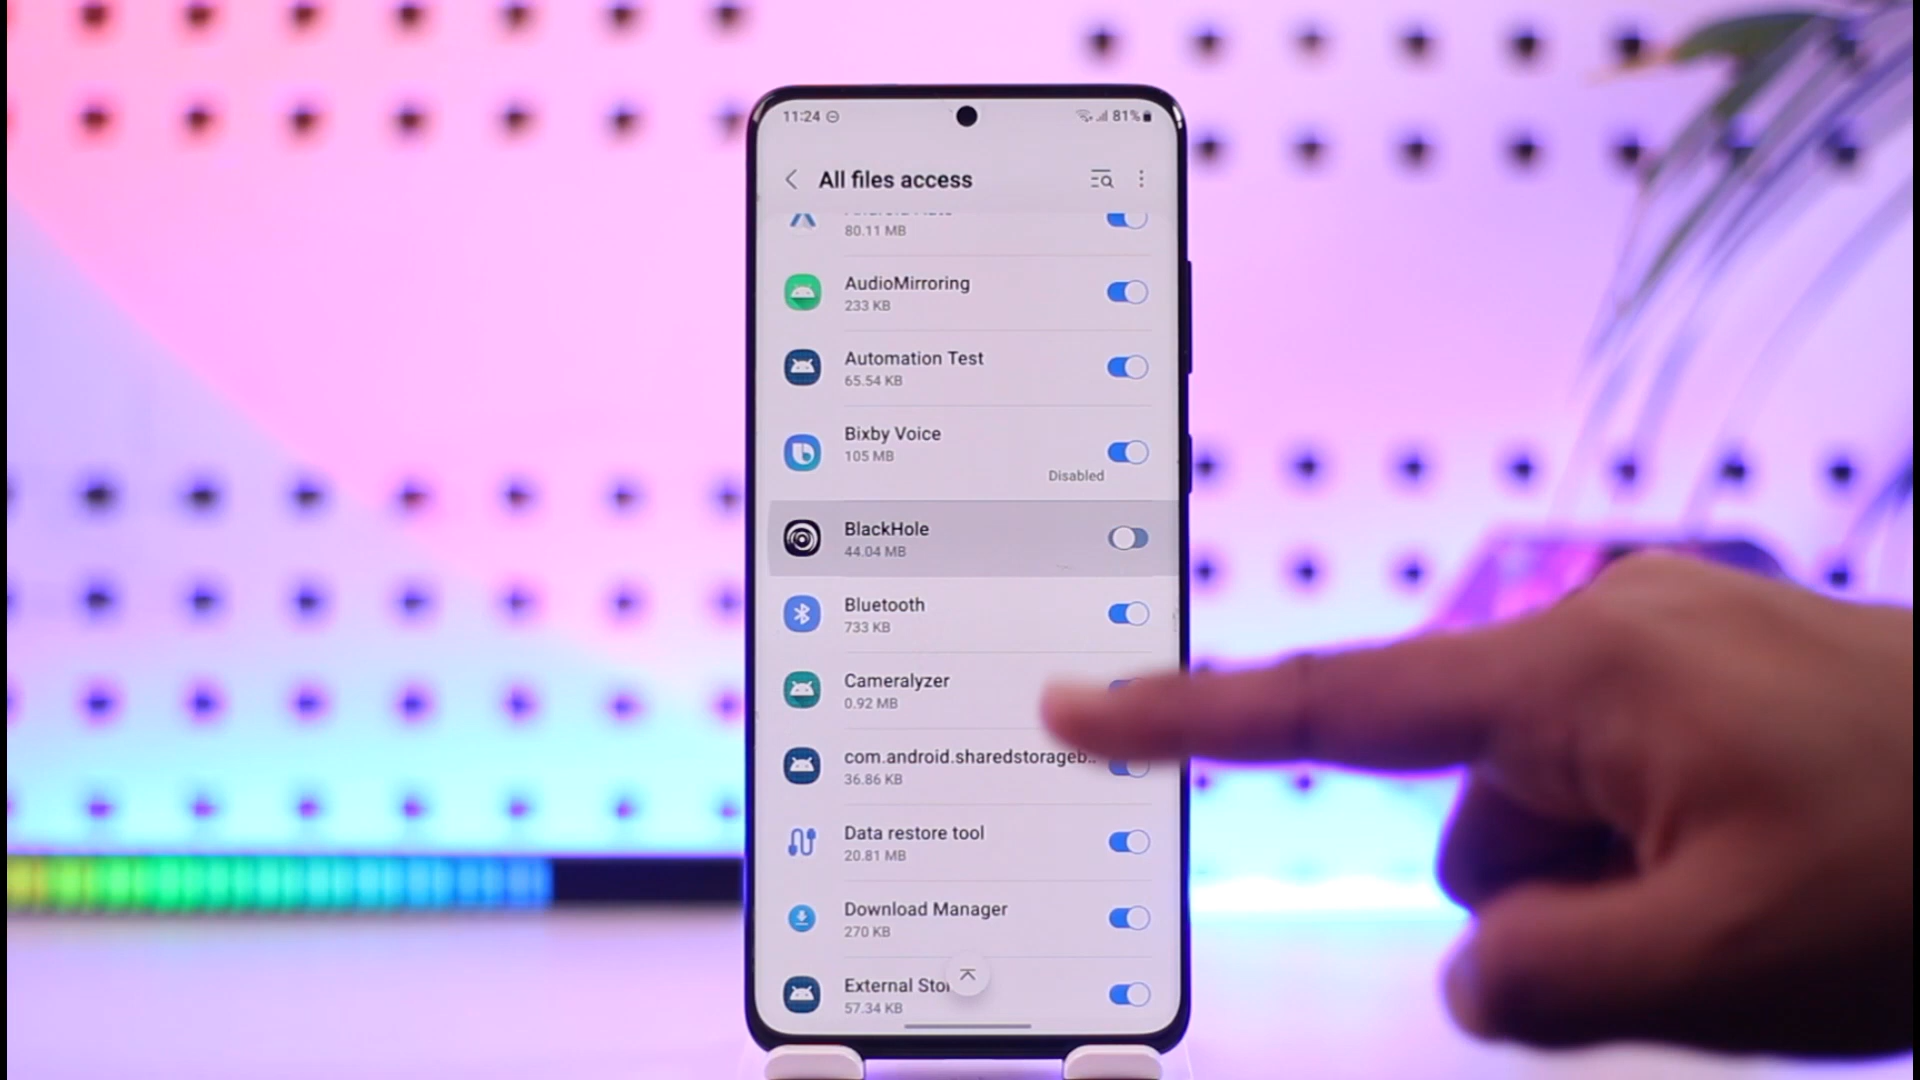 11:24 81%
All files access
80.11 MB
AudioMirroring
233 KB
Automation Test
65.54 KB
Bixby Voice
105 MB
Disabled
BlackHole
44.04 MB
Bluetooth
733 KB
Cameralyzer
0.92 MB
com.android.sharedstorageb..
36.86 KB
Data restore tool
20.81 MB
Download Manager
270 KB
External Sto
57.34 KB